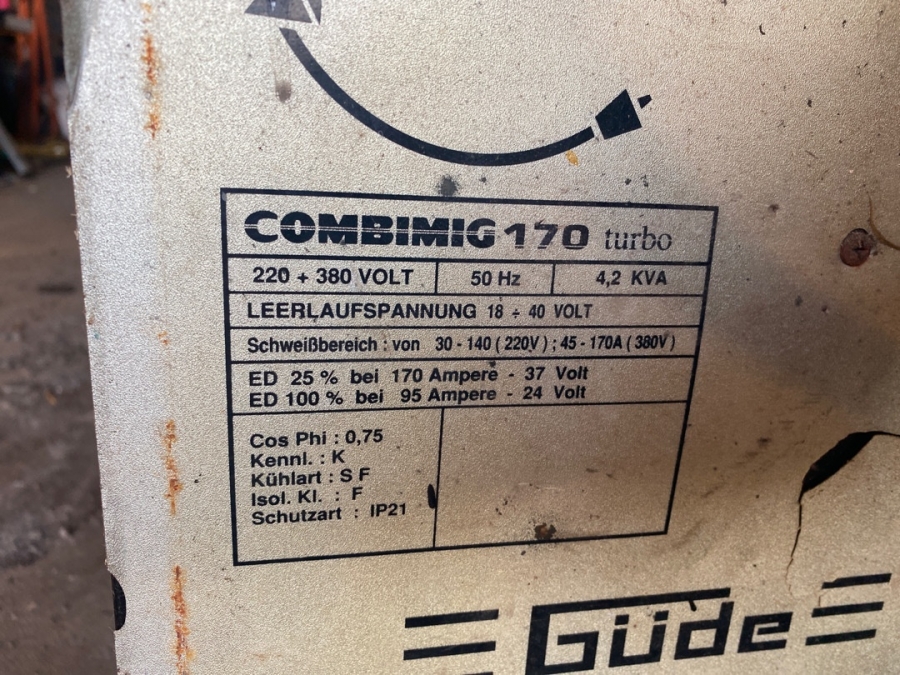 COMBIMIG 170 turbo
220 + 380 VOLT 50 Hz 4,2 KVA
LEERLAUFSPANNUNG 18 ÷ 40 VOLT
Schweißbereich : von 30 - 140 ( 220V ) ; 45 - 170A ( 380V )
ED 25 % bei 170 Ampere - 37 Volt
ED 100 % bei 95 Ampere - 24 Volt
Cos Phi : 0,75
Kennl. : K
Kühlart : S F
Isol. Kl. : F
Schutzart : IP21
Güde